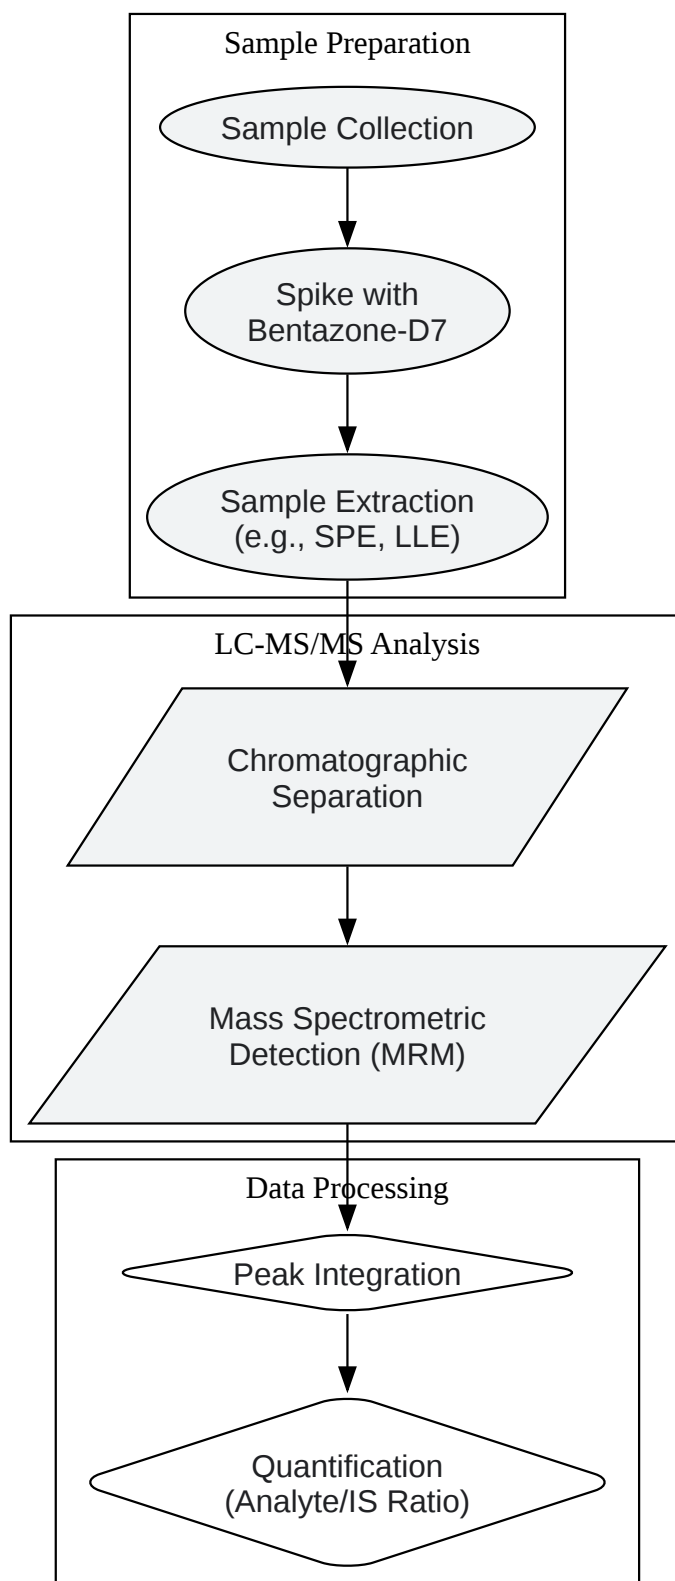 Sample Preparation
Sample Collection
Spike with
Bentazone-D7
Sample Extraction
(e.g., SPE, LLE)
LC-MS/MS Analysis
Chromatographic
Separation
Mass Spectrometric
Detection (MRM)
Data Processing
Peak Integration
Quantification
(Analyte/IS Ratio)